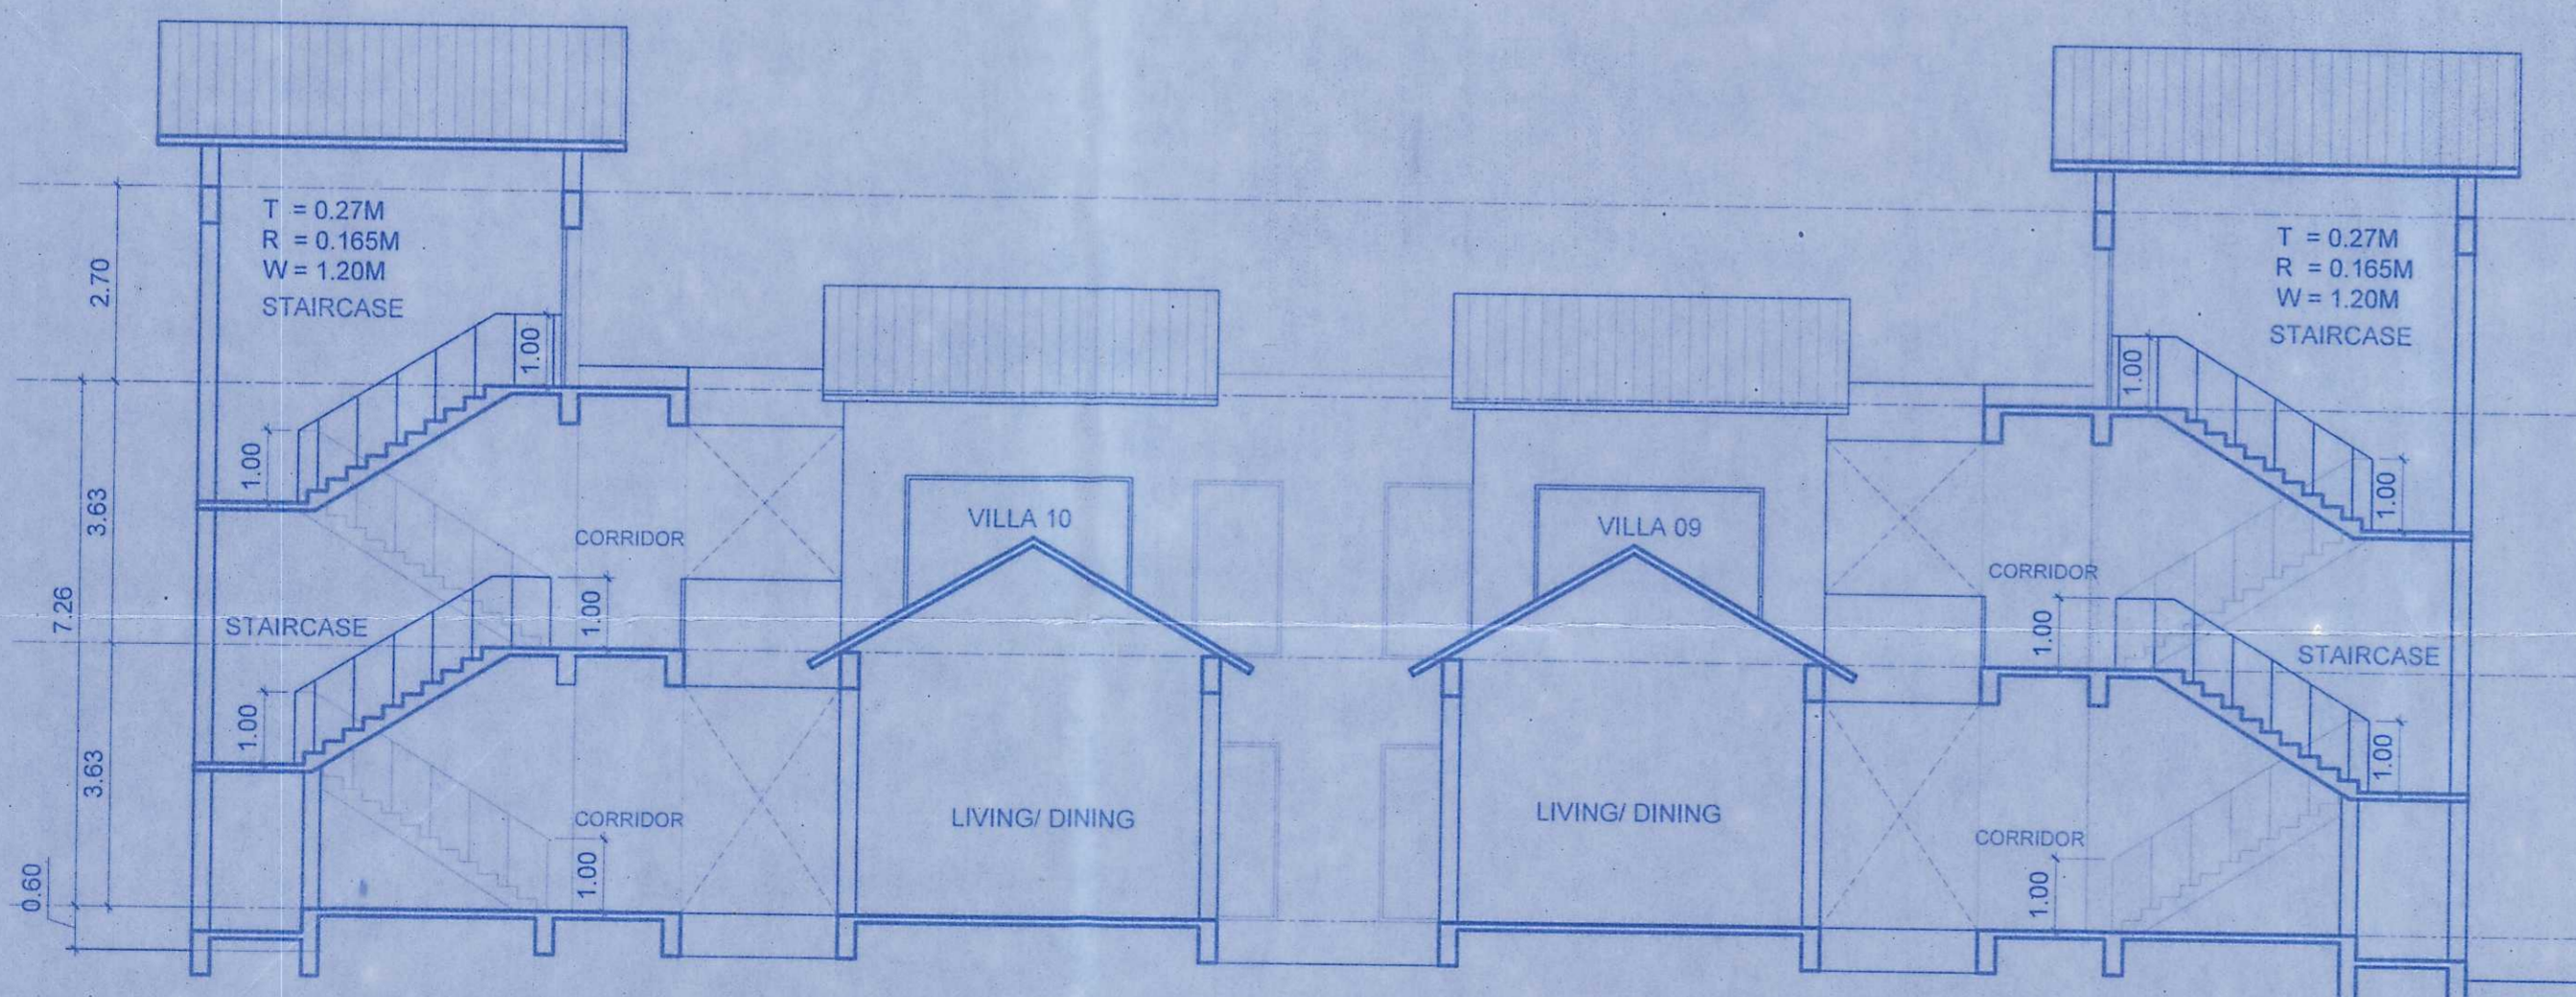 T = 0.27M
R = 0.165M
W = 1.20M
STAIRCASE
T = 0.27M
R = 0.165M
W = 1.20M
STAIRCASE
2.70
1.00
1.00
1.00
3.63
1.00
VILLA 10
VILLA 09
CORRIDOR
CORRIDOR
7.26
STAIRCASE
1.00
1.00
STAIRCASE
1.00
1.00
3.63
CORRIDOR
LIVING/ DINING
LIVING/ DINING
CORRIDOR
0.60
1.00
1.00